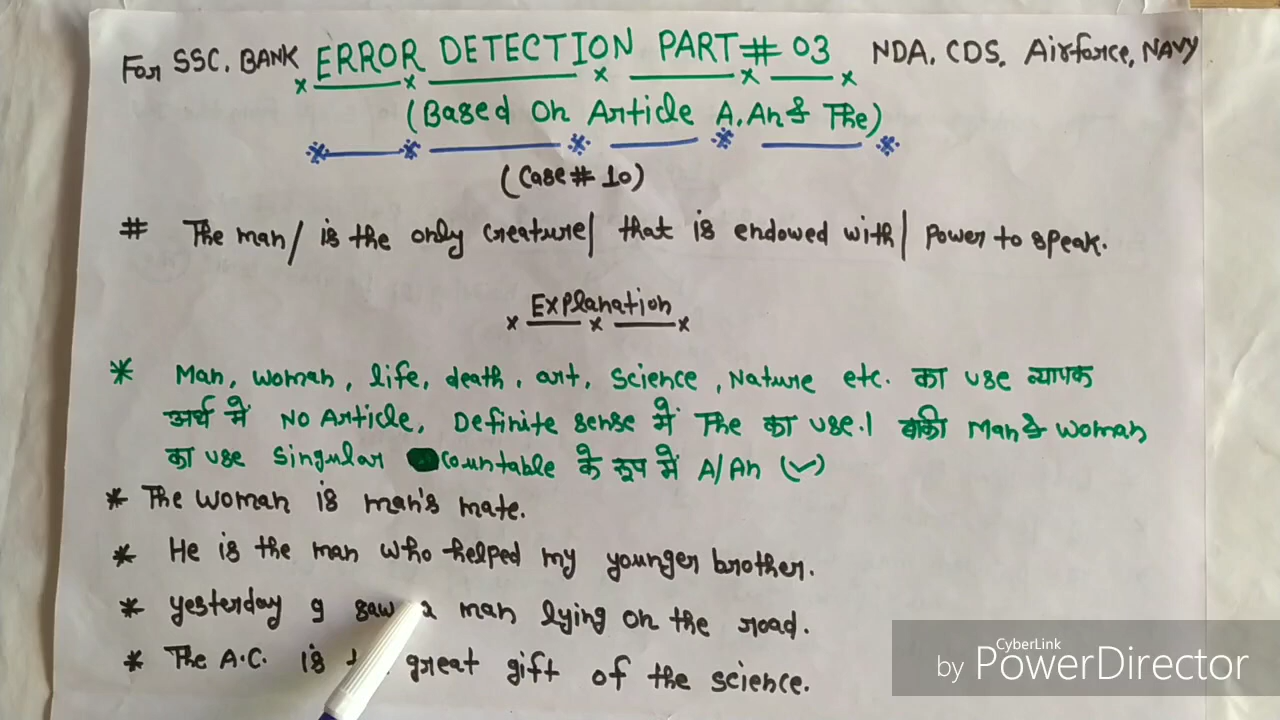 For SSC. BANK ERROR DETECTION PART # 03 NDA. CDS. Airforce, NAVY
(Based On Article A. An & The)
(Case # 10)
# The man/ is the only creature/ that is endowed with/ Power to speak.
Explanation
* Man, woman, life, death, art, Science, Nature etc. का use व्यापक
अर्थ में NO Article, Definite sense में The का use.। बाकी Man & woman
का use Singular Countable के रूप में A/An (✓)
* The woman is man's mate.
* He is the man who helped my younger brother.
* yesterday I saw a man lying on the road.
* The A.C. is great gift of the science.
CyberLink
by PowerDirector